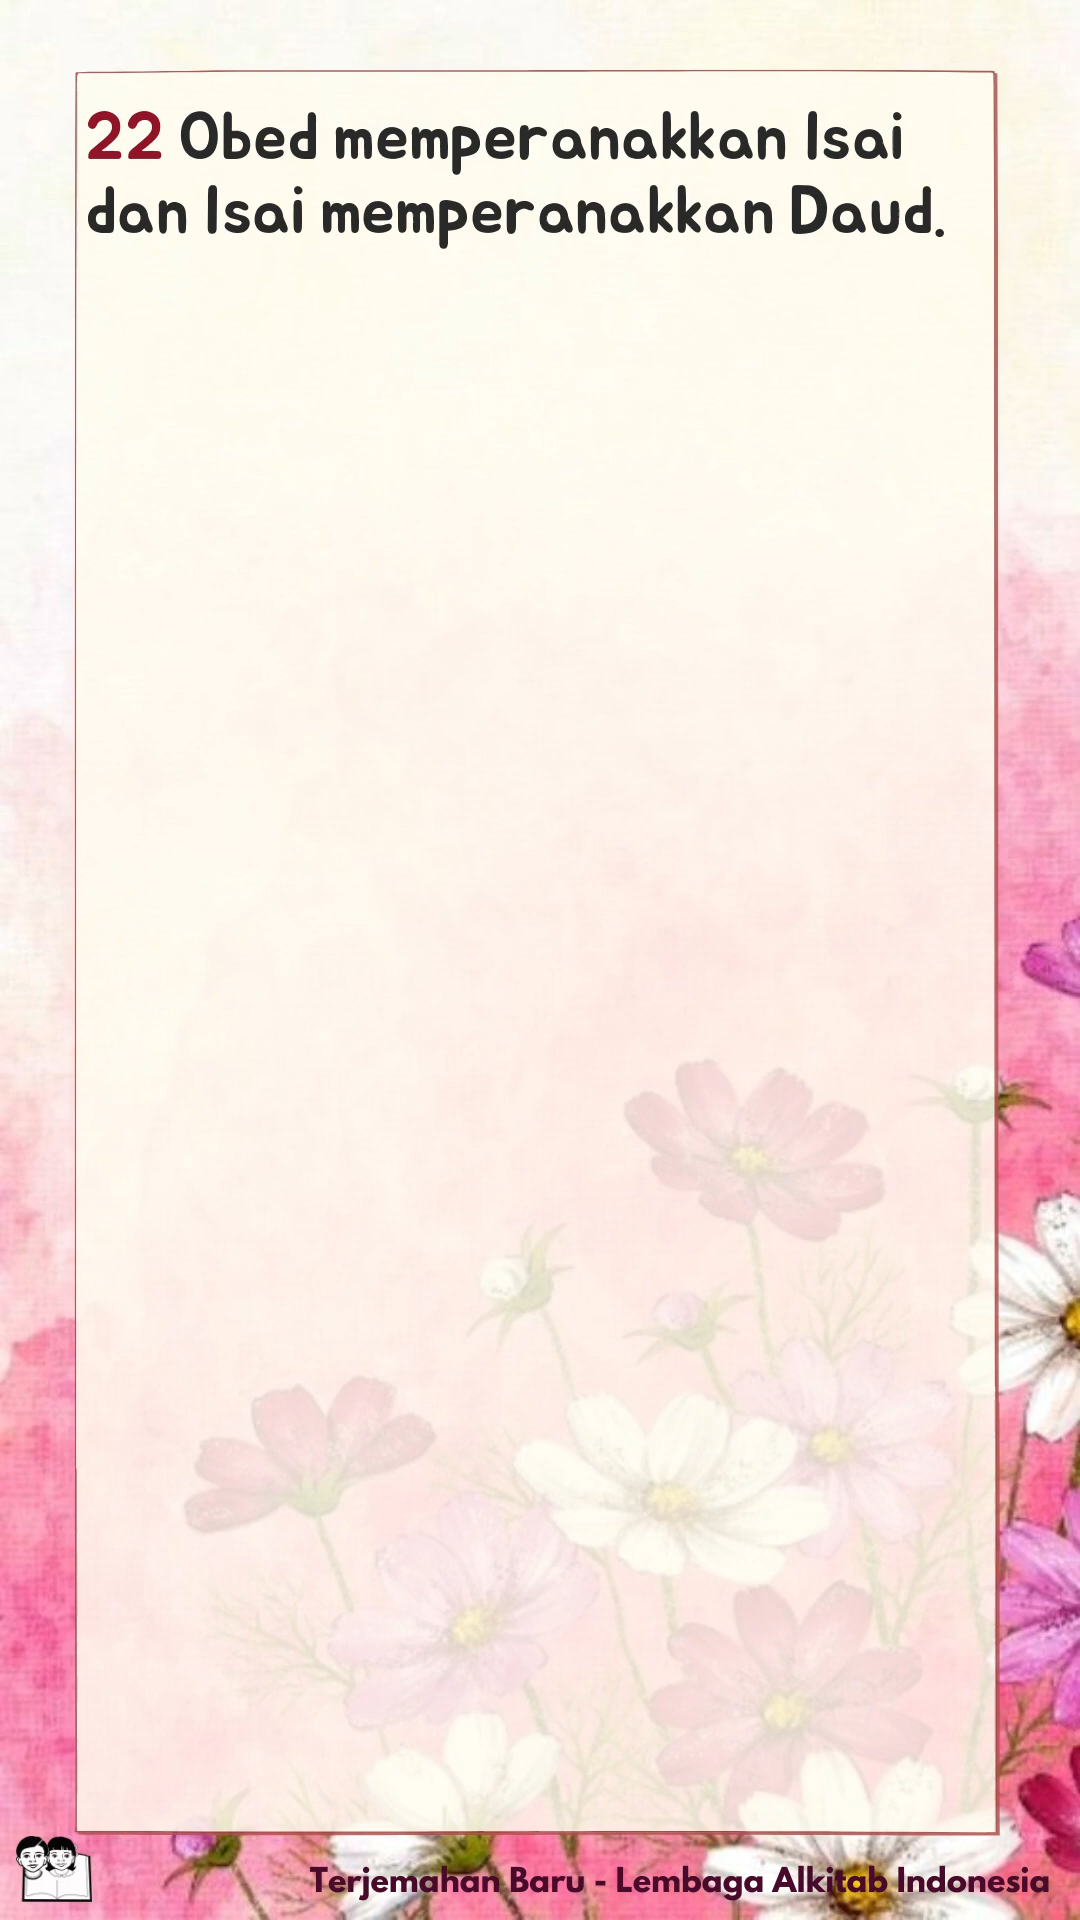 22 Obed memperanakkan Isai
dan Isai memperanakkan Daud.
Terjemahan Baru - Lembaga Alkitab Indonesia